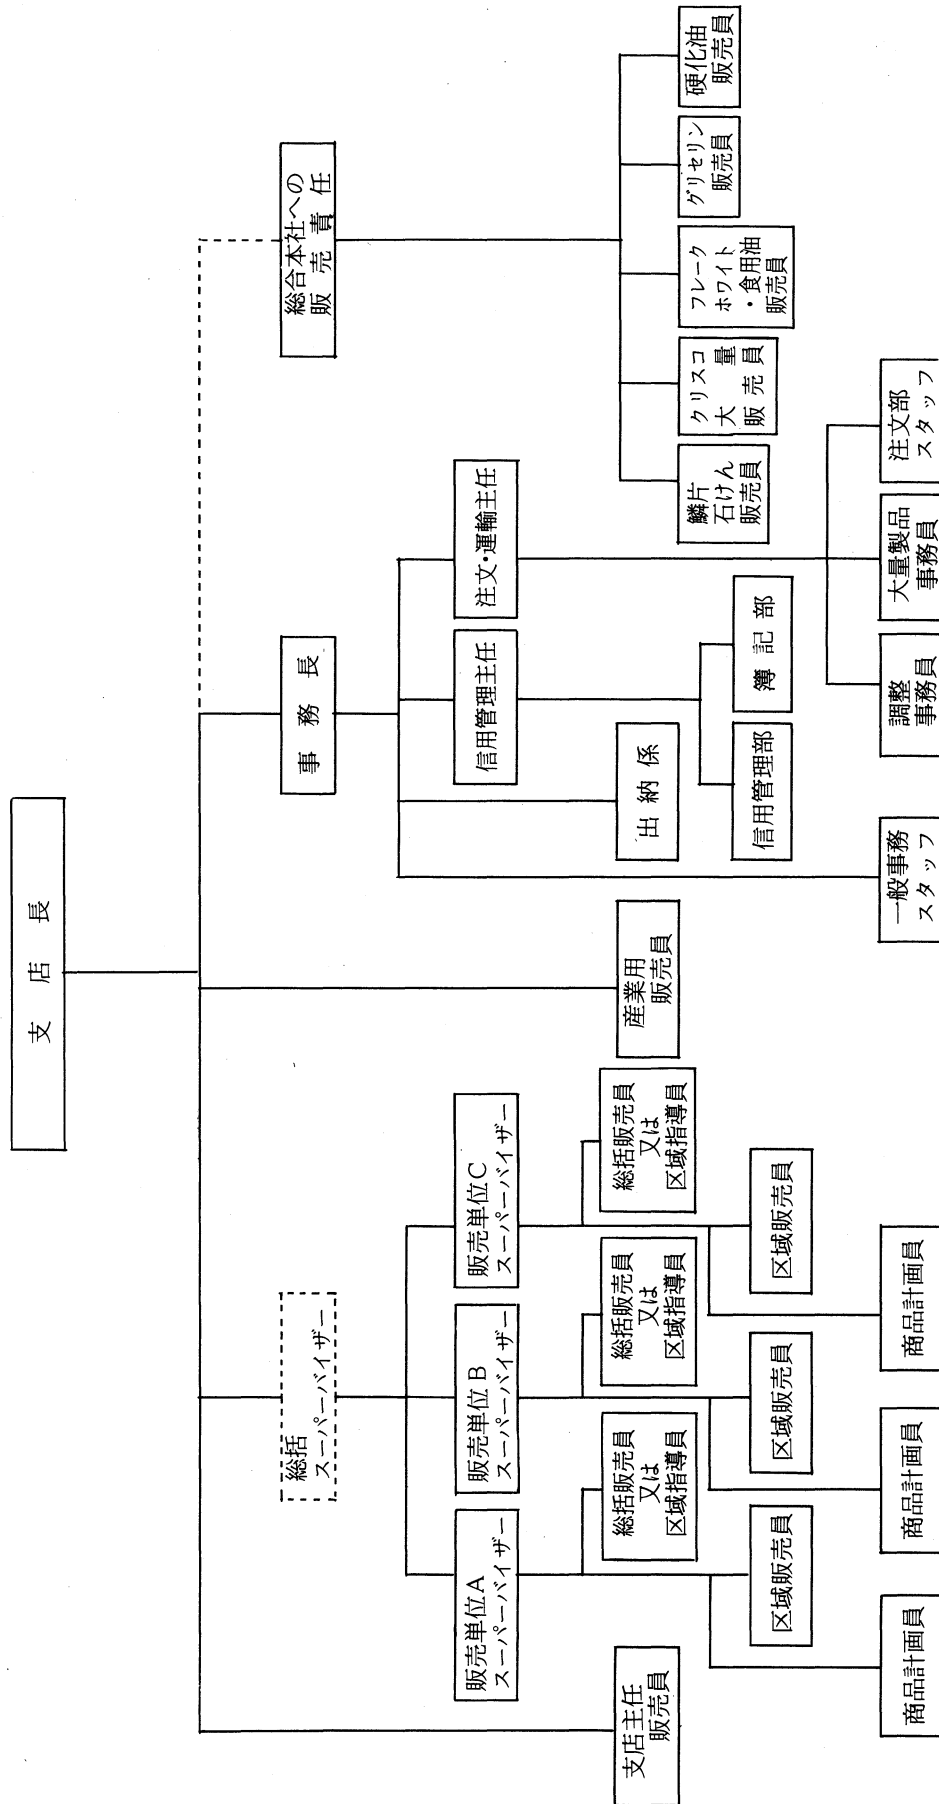 支店長
総括
スーパーバイザー
事務長
総合本社への
販売責任
販売単位A
スーパーバイザー
販売単位B
スーパーバイザー
販売単位C
スーパーバイザー
信用管理主任
注文・運輸主任
支店主任
販売員
総括販売員
又は
区域指導員
総括販売員
又は
区域指導員
総括販売員
又は
区域指導員
産業用
販売員
出納係
鱗片
石けん
販売員
クリスコ
大量
販売員
フレーク
ホワイト
・食用油
販売員
グリセリン
販売員
硬化油
販売員
区域販売員
区域販売員
区域販売員
信用管理部
簿記部
商品計画員
商品計画員
商品計画員
一般事務
スタッフ
調整
事務員
大量製品
事務員
注文部
スタッフ